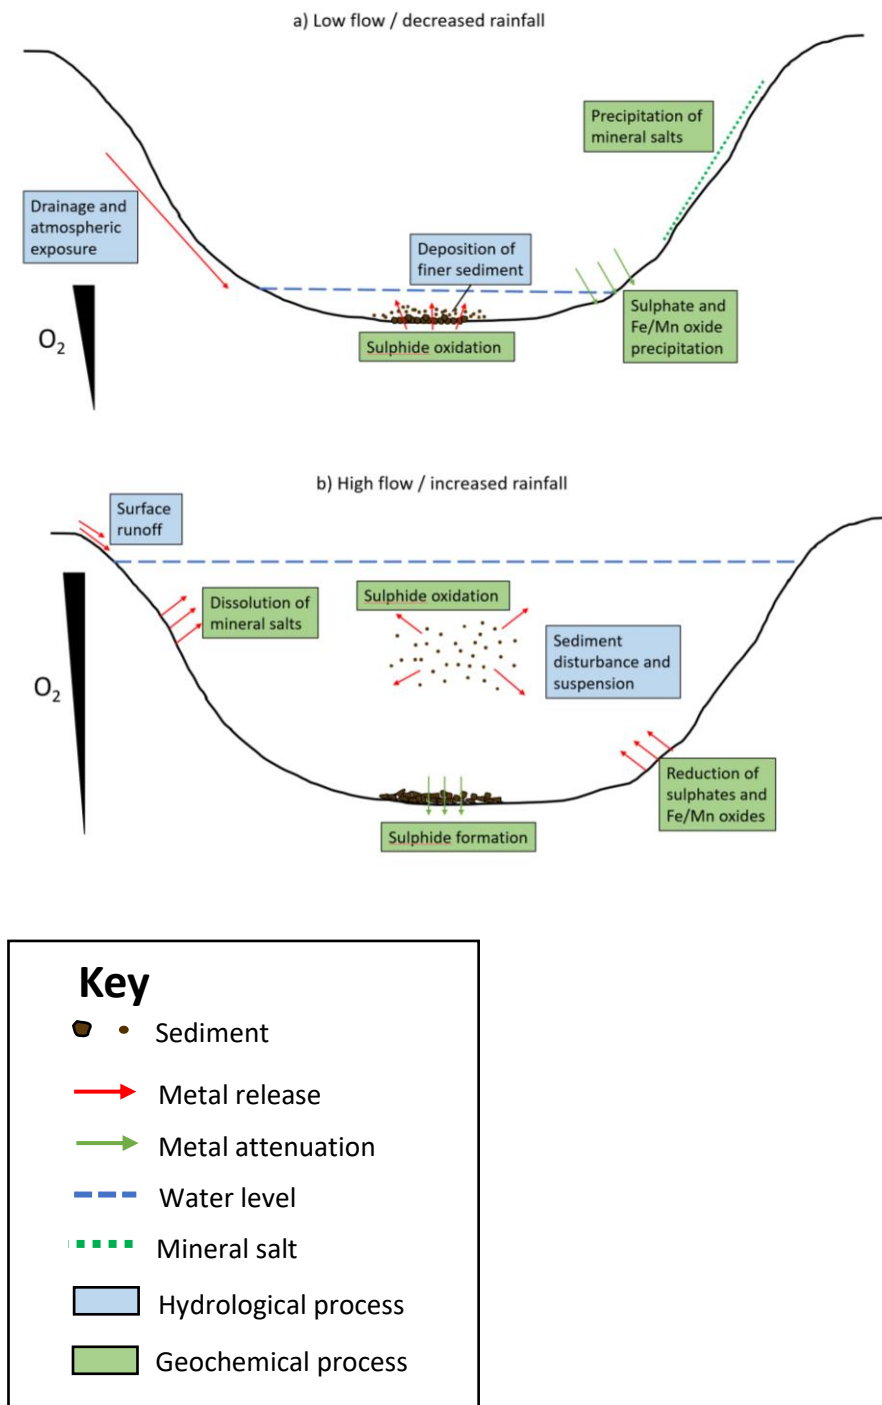 a) Low flow / decreased rainfall
Precipitation of
mineral salts
Drainage and
atmospheric
exposure
Deposition of
finer sediment
O₂
Sulphide oxidation
Sulphate and
Fe/Mn oxide
precipitation
b) High flow / increased rainfall
Surface
runoff
Dissolution of
mineral salts
Sulphide oxidation
Sediment
disturbance and
suspension
O₂
Reduction of
sulphates and
Fe/Mn oxides
Sulphide formation
Key
Sediment
Metal release
Metal attenuation
Water level
Mineral salt
Hydrological process
Geochemical process